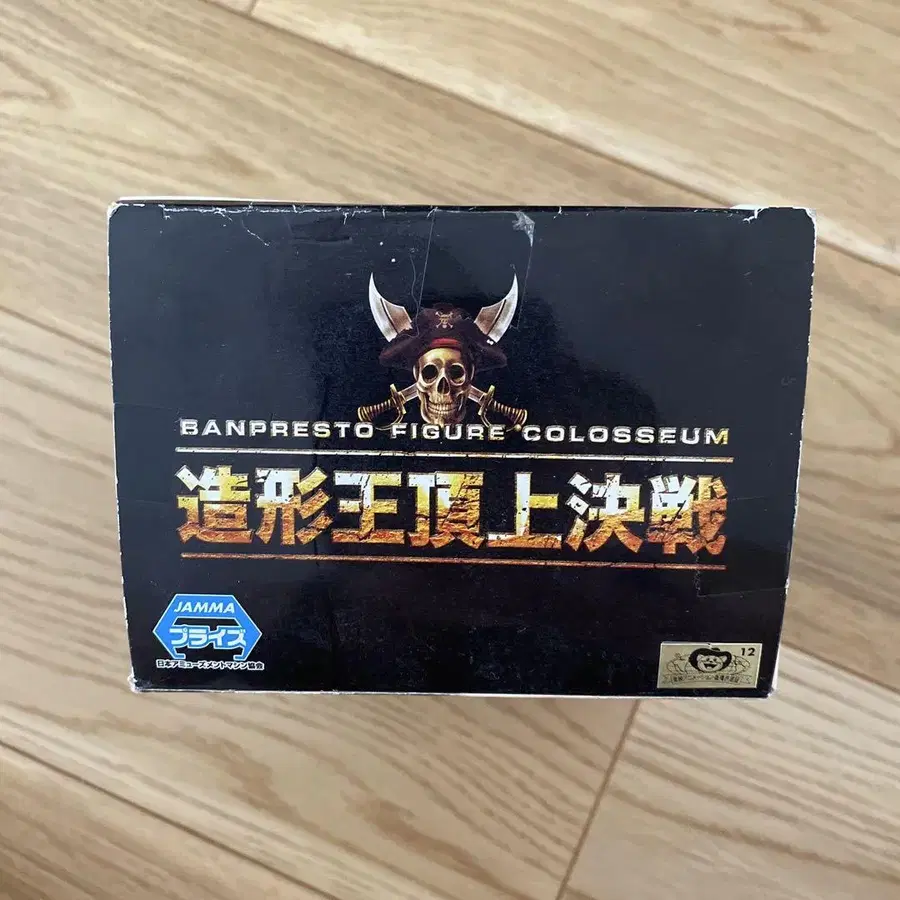 BANPRESTO FIGURE COLOSSEUM
造形王頂上決戦
JAMMA
プライズ
日本アミューズメントマシン協会
12